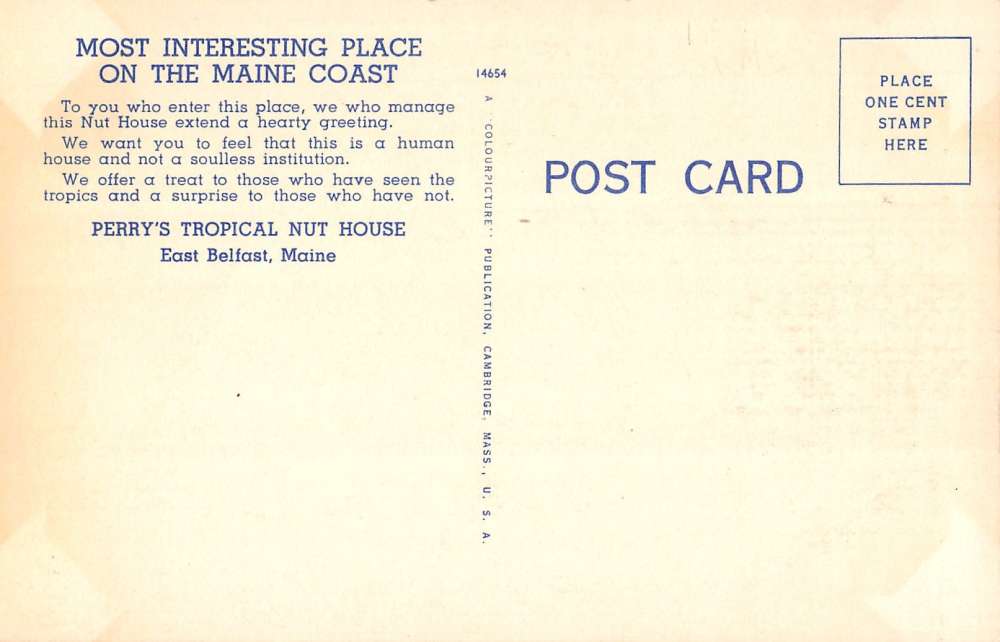 MOST INTERESTING PLACE
ON THE MAINE COAST
To you who enter this place, we who manage
this Nut House extend a hearty greeting.
We want you to feel that this is a human
house and not a soulless institution.
We offer a treat to those who have seen the
tropics and a surprise to those who have not.
PERRY'S TROPICAL NUT HOUSE
East Belfast, Maine
14654
A "COLOURPICTURE" PUBLICATION, CAMBRIDGE, MASS., U. S. A.
POST CARD
PLACE
ONE CENT
STAMP
HERE